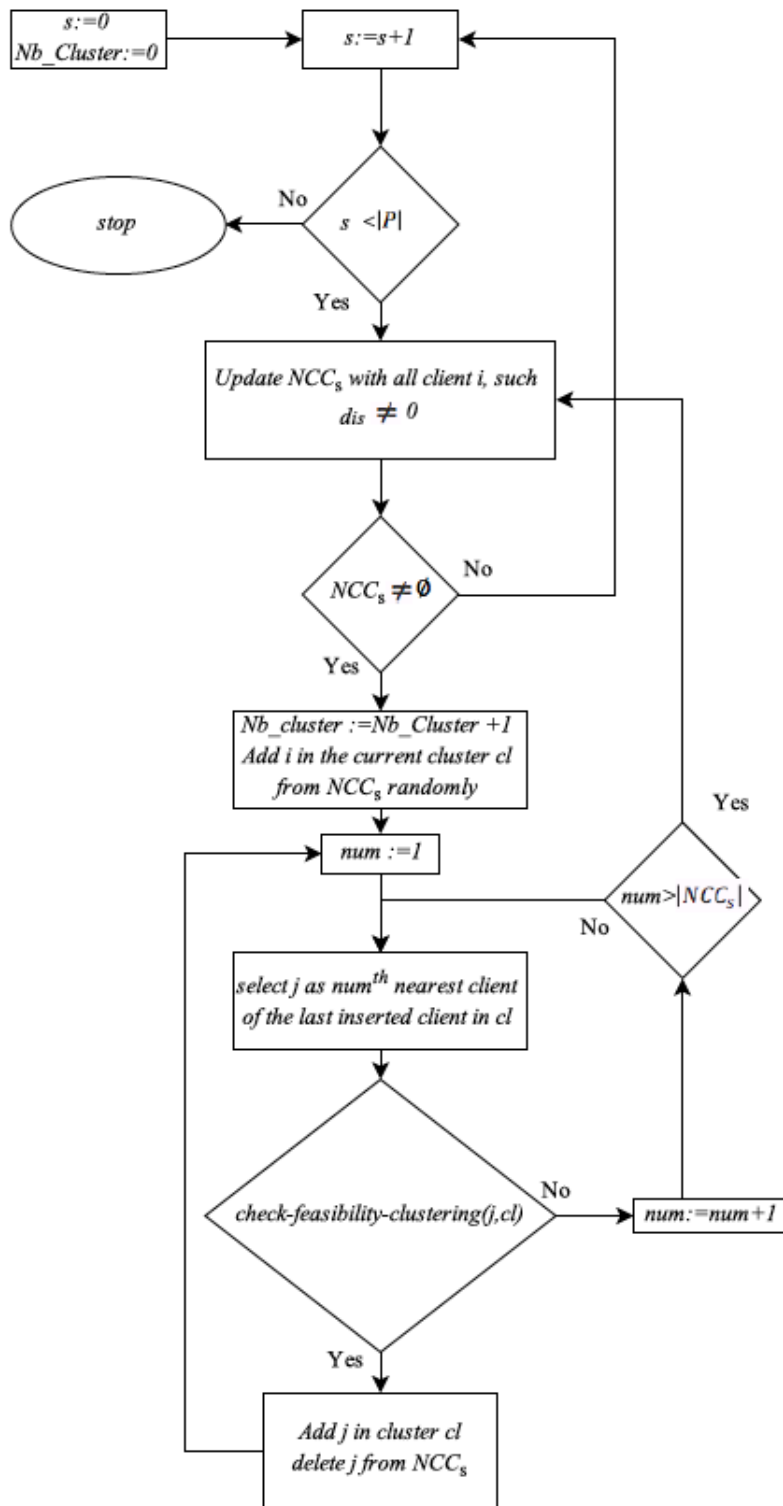 s:=0
Nb_Cluster:=0
s:=s+1
No
stop
s <|P|
Yes
Update NCCs with all client i, such
dis ≠ 0
NCCs ≠ ∅
No
Yes
Nb_cluster :=Nb_Cluster +1
Add i in the current cluster cl
from NCCs randomly
Yes
num :=1
num>|NCCs|
No
select j as num^th nearest client
of the last inserted client in cl
check-feasibility-clustering(j,cl)
No
num:=num+1
Yes
Add j in cluster cl
delete j from NCCs